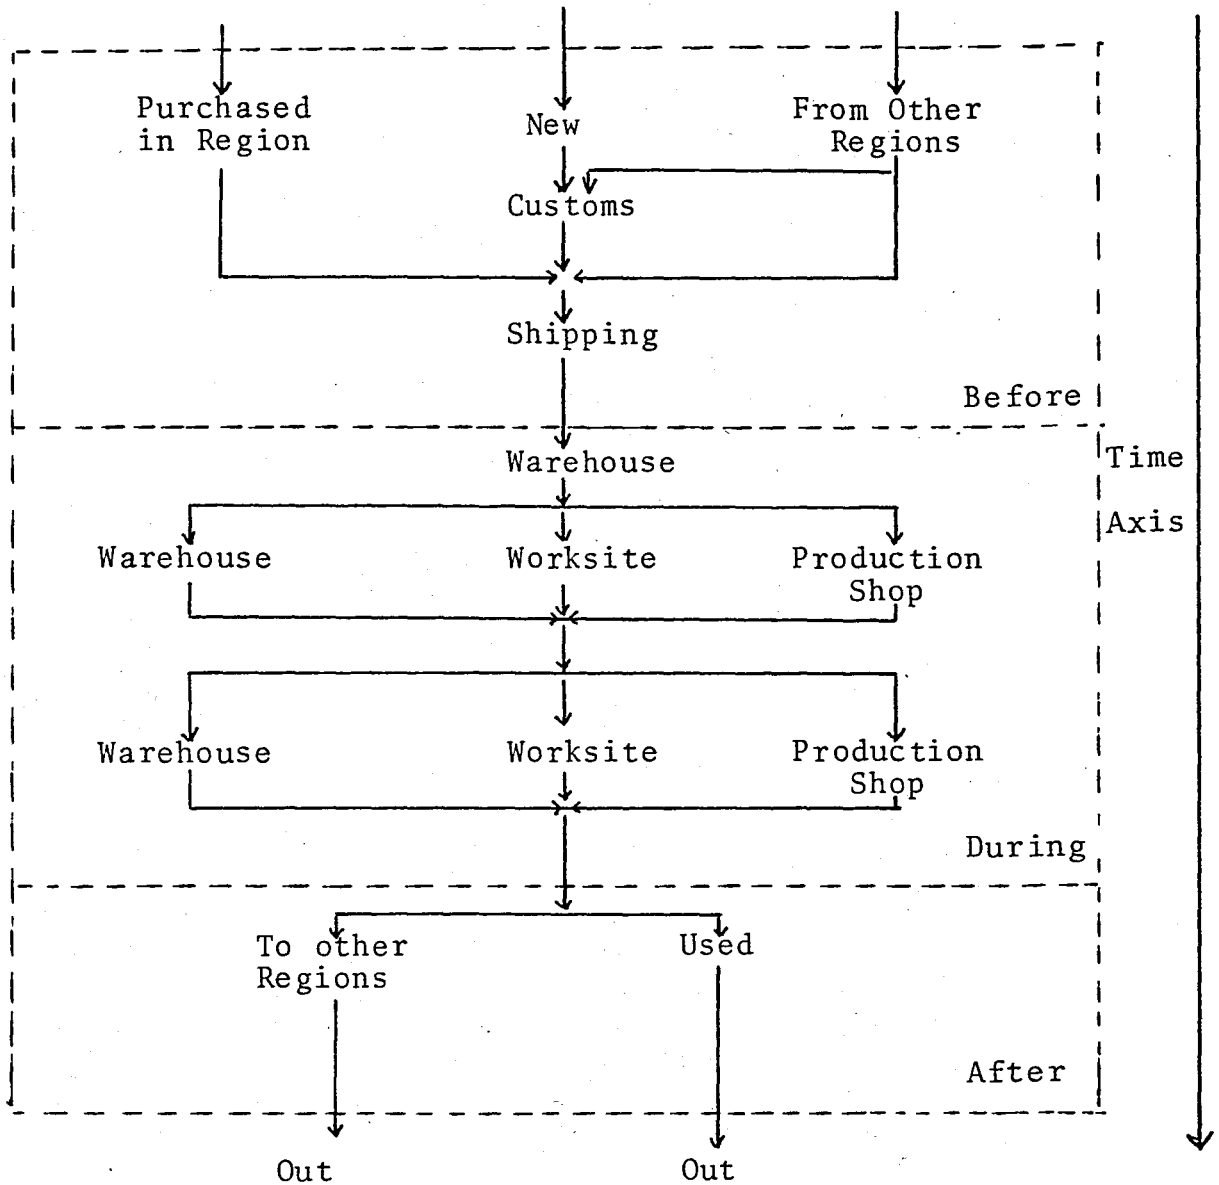 Purchased
in Region
New
From Other
Regions
Customs
Shipping
Before
Warehouse
Time
Axis
Warehouse
Worksite
Production
Shop
Warehouse
Worksite
Production
Shop
During
To other
Regions
Used
After
Out
Out